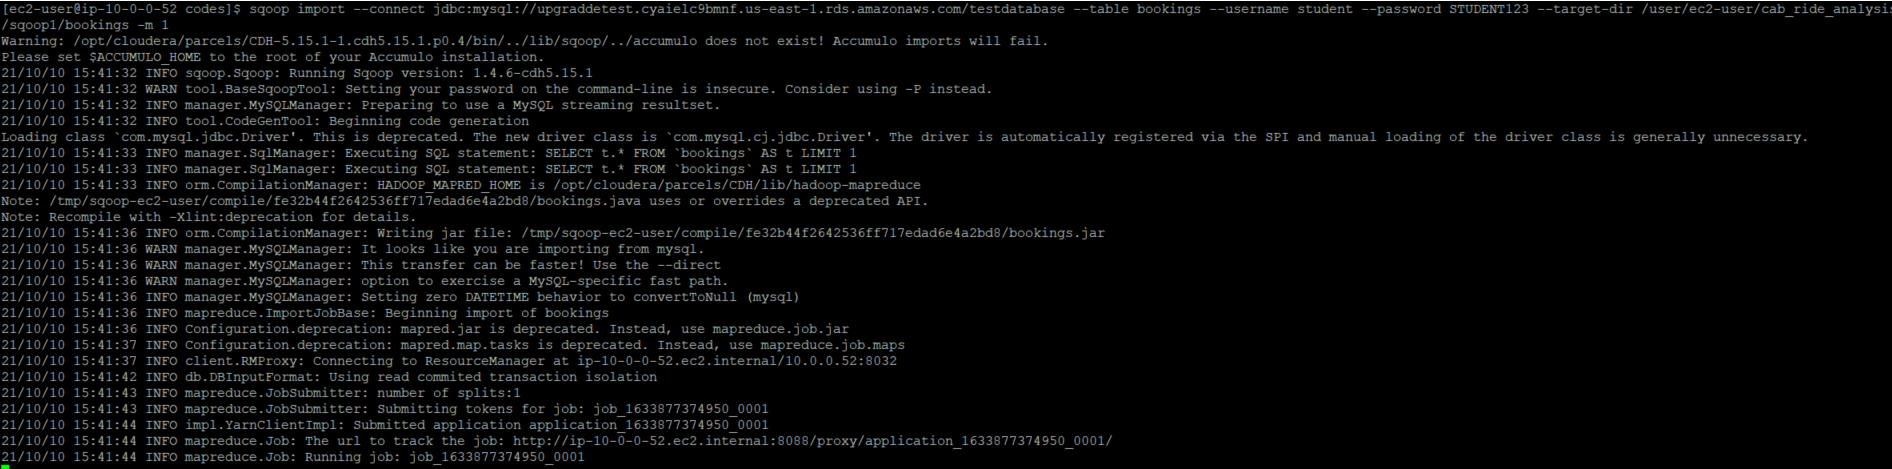 [ec2-user@ip-10-0-0-52 codes]$ sqoop import --connect jdbc:mysql://upgraddetest.cyaielc9bmnf.us-east-1.rds.amazonaws.com/testdatabase --table bookings --username student --password STUDENT123 --target-dir /user/ec2-user/cab_ride_analysis
/sqoop1/bookings -m 1
Warning: /opt/cloudera/parcels/CDH-5.15.1-1.cdh5.15.1.p0.4/bin/../lib/sqoop/../accumulo does not exist! Accumulo imports will fail.
Please set $ACCUMULO_HOME to the root of your Accumulo installation.
21/10/10 15:41:32 INFO sqoop.Sqoop: Running Sqoop version: 1.4.6-cdh5.15.1
21/10/10 15:41:32 WARN tool.BaseSqoopTool: Setting your password on the command-line is insecure. Consider using -P instead.
21/10/10 15:41:32 INFO manager.MySQLManager: Preparing to use a MySQL streaming resultset.
21/10/10 15:41:32 INFO tool.CodeGenTool: Beginning code generation
Loading class `com.mysql.jdbc.Driver'. This is deprecated. The new driver class is `com.mysql.cj.jdbc.Driver'. The driver is automatically registered via the SPI and manual loading of the driver class is generally unnecessary.
21/10/10 15:41:33 INFO manager.SqlManager: Executing SQL statement: SELECT t.* FROM `bookings` AS t LIMIT 1
21/10/10 15:41:33 INFO manager.SqlManager: Executing SQL statement: SELECT t.* FROM `bookings` AS t LIMIT 1
21/10/10 15:41:33 INFO orm.CompilationManager: HADOOP_MAPRED_HOME is /opt/cloudera/parcels/CDH/lib/hadoop-mapreduce
Note: /tmp/sqoop-ec2-user/compile/fe32b44f2642536ff717edad6e4a2bd8/bookings.java uses or overrides a deprecated API.
Note: Recompile with -Xlint:deprecation for details.
21/10/10 15:41:36 INFO orm.CompilationManager: Writing jar file: /tmp/sqoop-ec2-user/compile/fe32b44f2642536ff717edad6e4a2bd8/bookings.jar
21/10/10 15:41:36 WARN manager.MySQLManager: It looks like you are importing from mysql.
21/10/10 15:41:36 WARN manager.MySQLManager: This transfer can be faster! Use the --direct
21/10/10 15:41:36 WARN manager.MySQLManager: option to exercise a MySQL-specific fast path.
21/10/10 15:41:36 INFO manager.MySQLManager: Setting zero DATETIME behavior to convertToNull (mysql)
21/10/10 15:41:36 INFO mapreduce.ImportJobBase: Beginning import of bookings
21/10/10 15:41:36 INFO Configuration.deprecation: mapred.jar is deprecated. Instead, use mapreduce.job.jar
21/10/10 15:41:37 INFO Configuration.deprecation: mapred.map.tasks is deprecated. Instead, use mapreduce.job.maps
21/10/10 15:41:37 INFO client.RMProxy: Connecting to ResourceManager at ip-10-0-0-52.ec2.internal/10.0.0.52:8032
21/10/10 15:41:42 INFO db.DBInputFormat: Using read commited transaction isolation
21/10/10 15:41:43 INFO mapreduce.JobSubmitter: number of splits:1
21/10/10 15:41:43 INFO mapreduce.JobSubmitter: Submitting tokens for job: job_1633877374950_0001
21/10/10 15:41:44 INFO impl.YarnClientImpl: Submitted application application_1633877374950_0001
21/10/10 15:41:44 INFO mapreduce.Job: The url to track the job: http://ip-10-0-0-52.ec2.internal:8088/proxy/application_1633877374950_0001/
21/10/10 15:41:44 INFO mapreduce.Job: Running job: job_1633877374950_0001